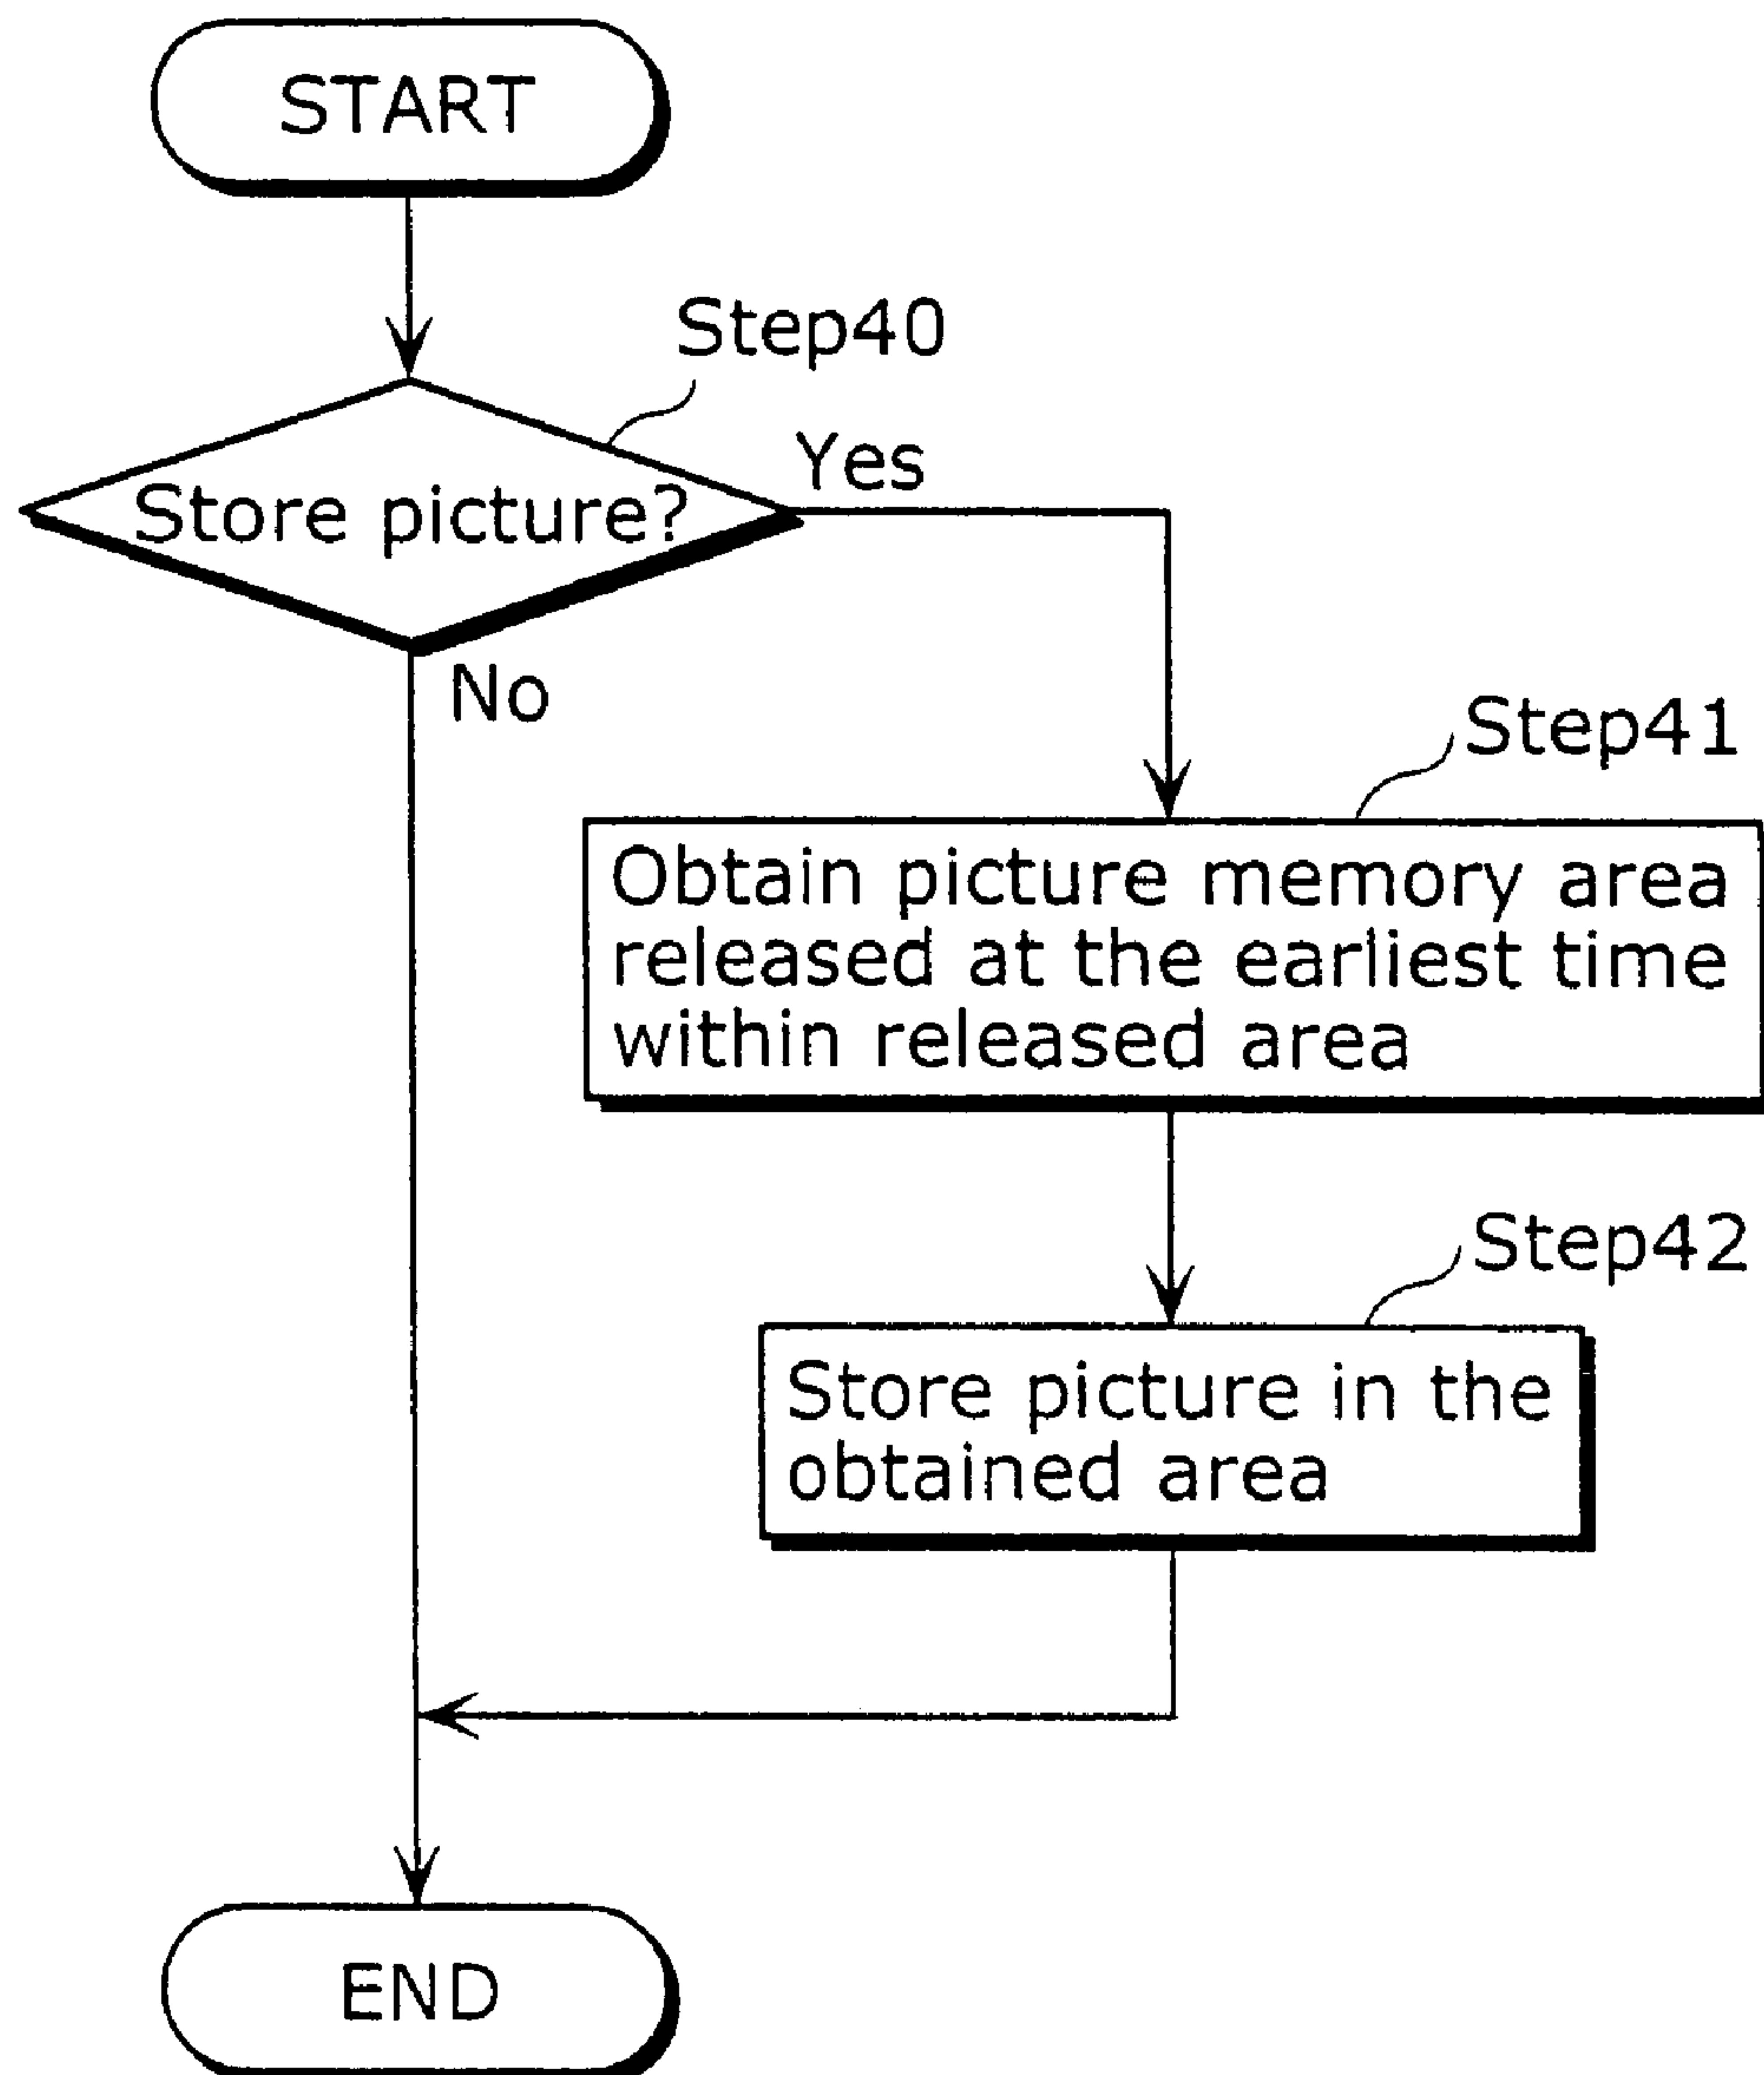 START
Step40
Yes
Store picture?
No
Step41
Obtain picture memory area
released at the earliest time
within released area
Step42
Store picture in the
obtained area
END